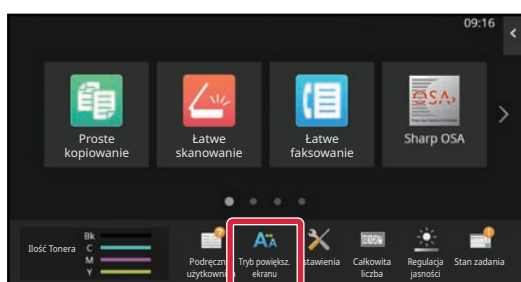 09:16
Proste
kopiowanie
Łatwe
skanowanie
Łatwe
faksowanie
OSA
Sharp OSA
Ilość Tonera
Bk
C
M
Y
Podręczn
użytkownika
Tryb powiększ.
ekranu
stawienia
Całkowita
liczba
Regulacja
jasności
Stan zadania